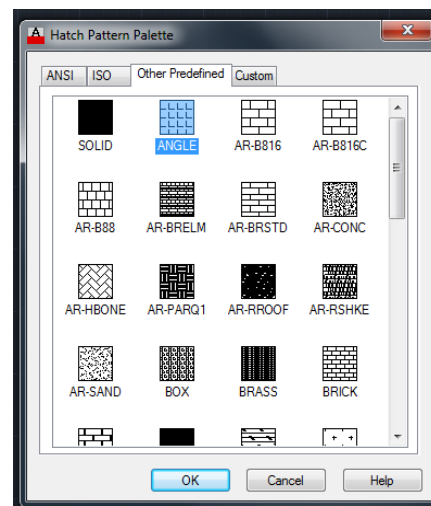 Hatch Pattern Palette
ANSI ISO Other Predefined Custom
SOLID ANGLE AR-B816 AR-B816C
AR-B88 AR-BRELM AR-BRSTD AR-CONC
AR-HBONE AR-PARQ1 AR-RROOF AR-RSHKE
AR-SAND BOX BRASS BRICK
OK Cancel Help